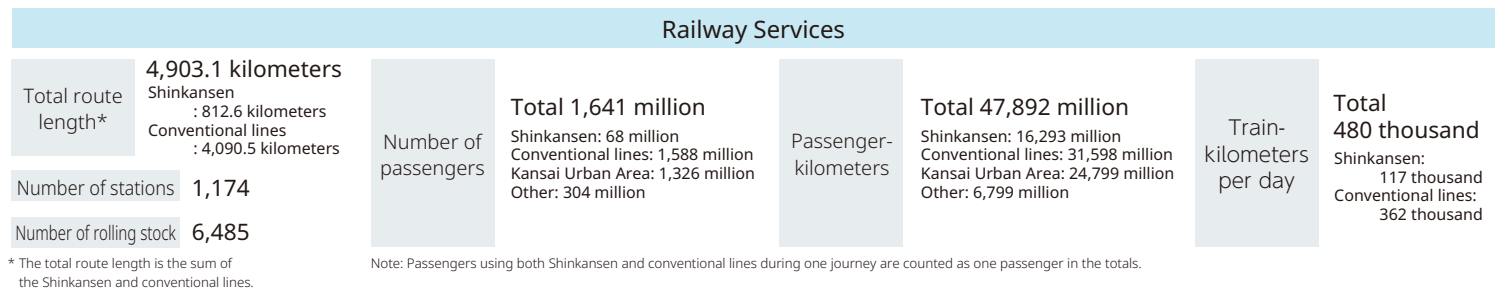 Railway Services
Total route
length*
4,903.1 kilometers
Shinkansen
: 812.6 kilometers
Conventional lines
: 4,090.5 kilometers
Number of stations
1,174
Number of rolling stock
6,485
* The total route length is the sum of
the Shinkansen and conventional lines.
Number of
passengers
Total 1,641 million
Shinkansen: 68 million
Conventional lines: 1,588 million
Kansai Urban Area: 1,326 million
Other: 304 million
Passenger-
kilometers
Total 47,892 million
Shinkansen: 16,293 million
Conventional lines: 31,598 million
Kansai Urban Area: 24,799 million
Other: 6,799 million
Train-
kilometers
per day
Total
480 thousand
Shinkansen:
117 thousand
Conventional lines:
362 thousand
Note: Passengers using both Shinkansen and conventional lines during one journey are counted as one passenger in the totals.